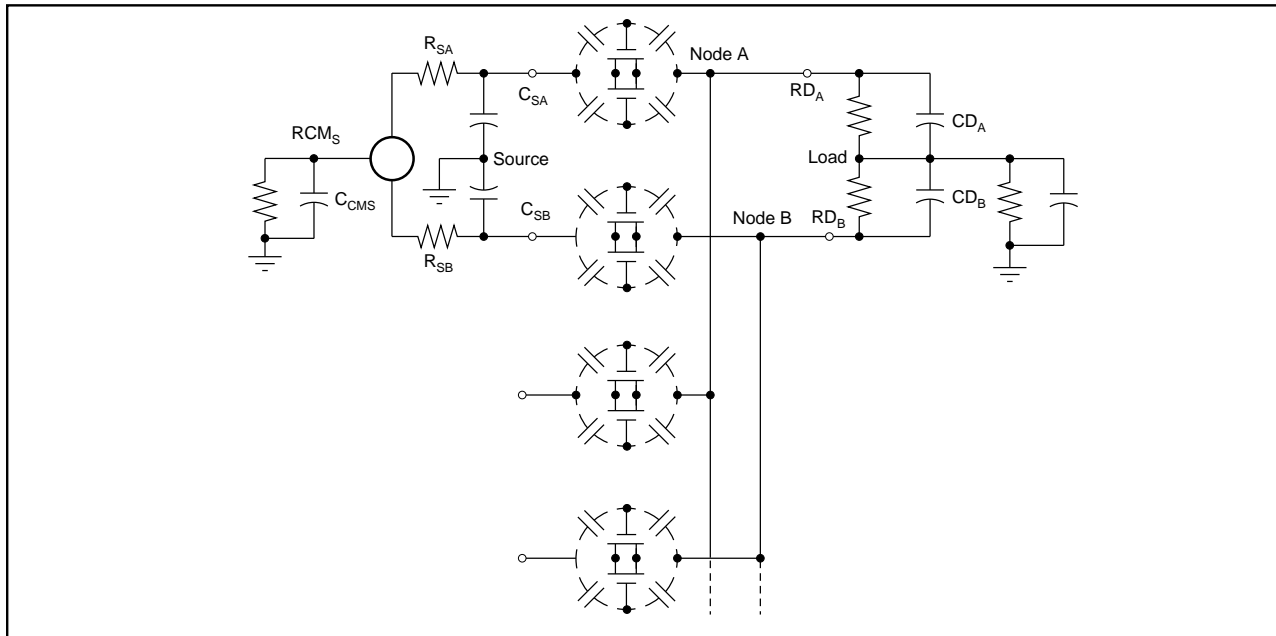 R_SA
Node A
C_SA
RD_A
CD_A
RCM_S
Source
Load
C_CMS
C_SB
CD_B
Node B
RD_B
R_SB